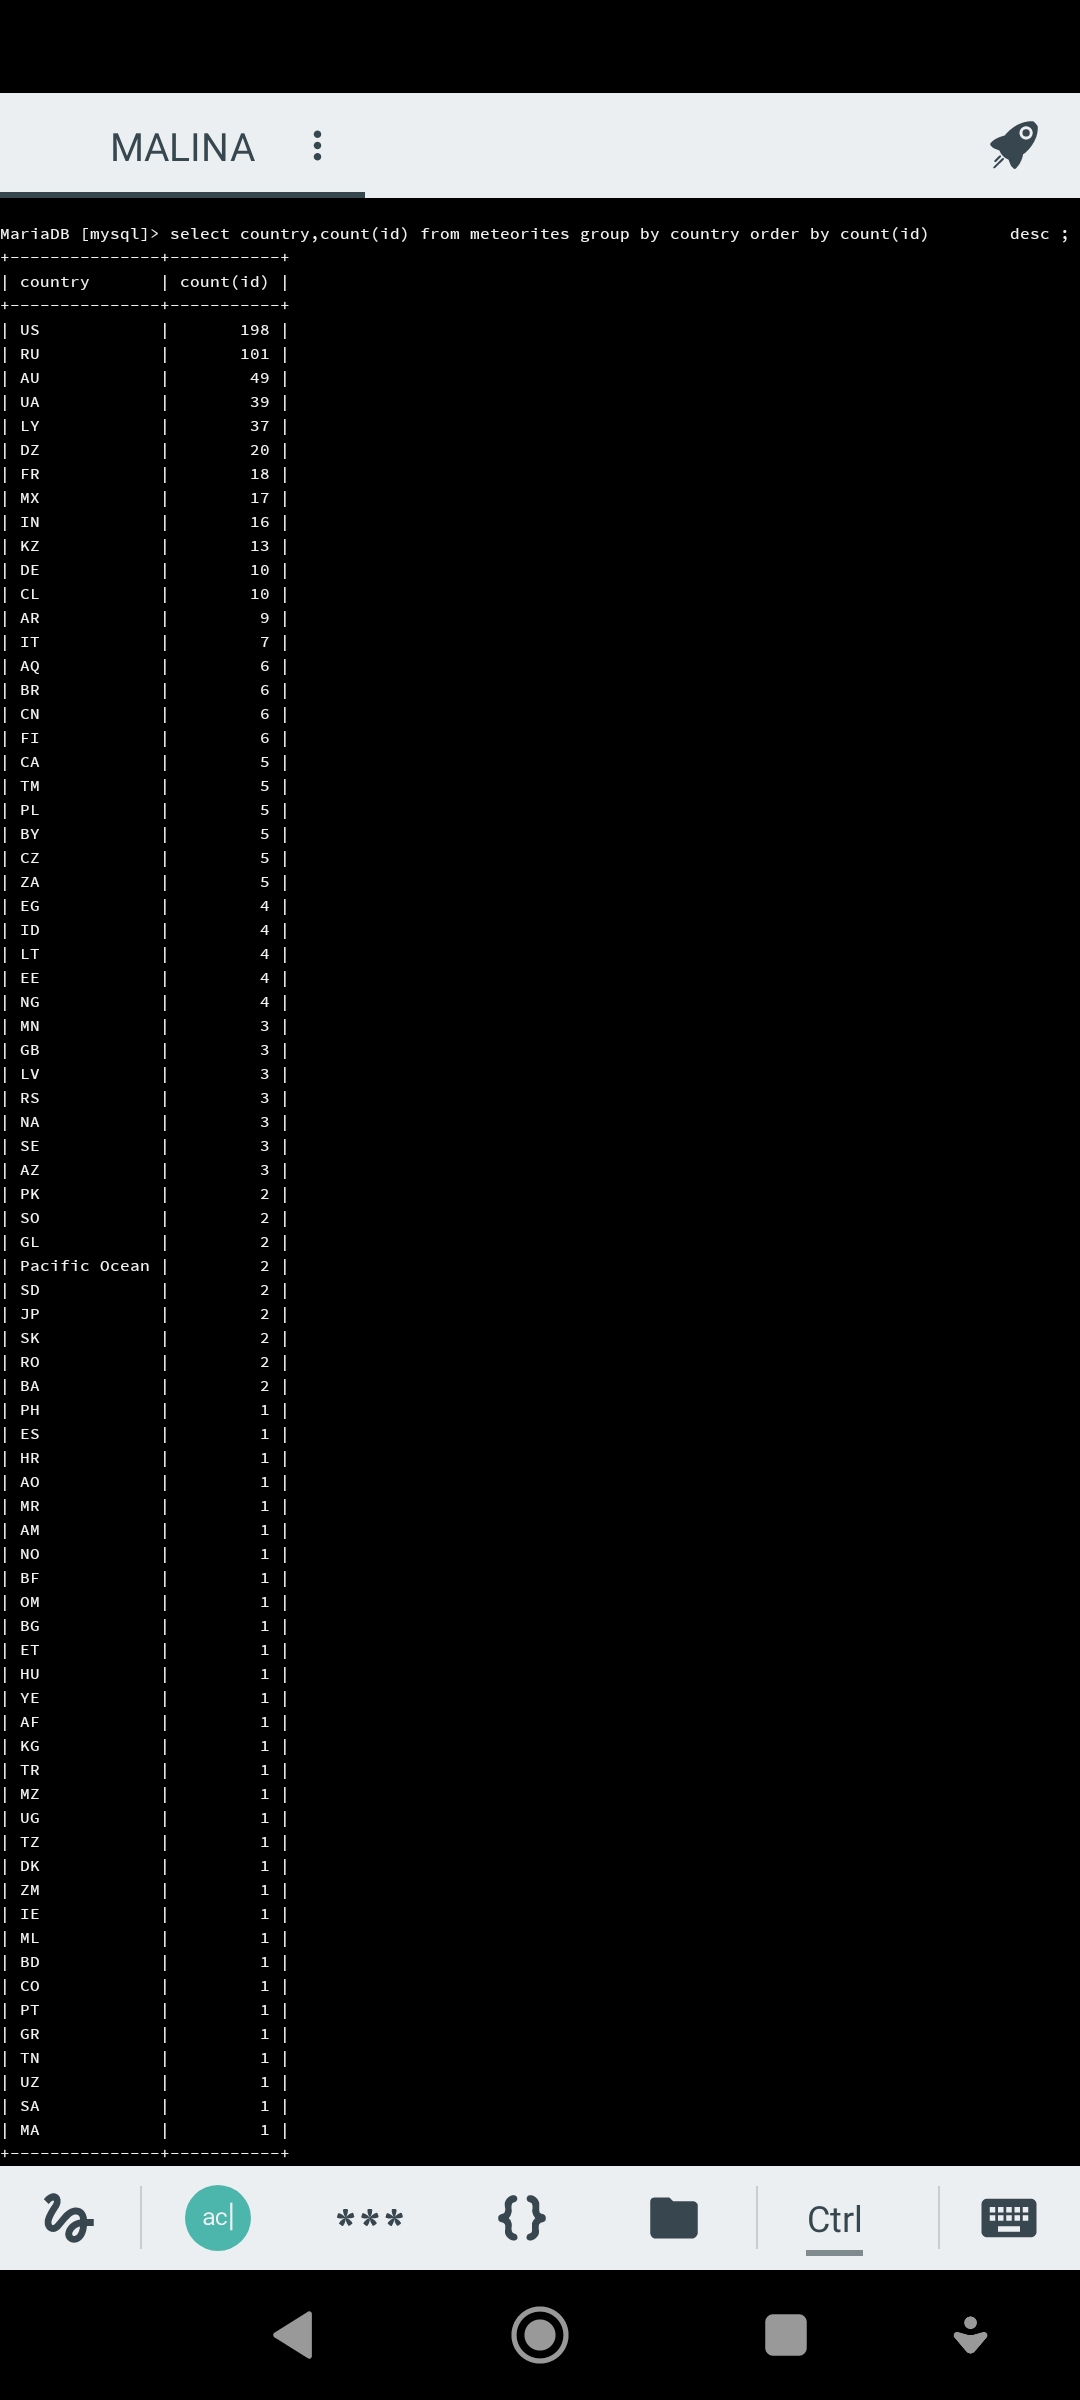 MALINA
MariaDB [mysql]> select country,count(id) from meteorites group by country order by count(id)        desc ;
+---------------+-----------+
| country       | count(id) |
+---------------+-----------+
| US            |       198 |
| RU            |       101 |
| AU            |        49 |
| UA            |        39 |
| LY            |        37 |
| DZ            |        20 |
| FR            |        18 |
| MX            |        17 |
| IN            |        16 |
| KZ            |        13 |
| DE            |        10 |
| CL            |        10 |
| AR            |         9 |
| IT            |         7 |
| AQ            |         6 |
| BR            |         6 |
| CN            |         6 |
| FI            |         6 |
| CA            |         5 |
| TM            |         5 |
| PL            |         5 |
| BY            |         5 |
| CZ            |         5 |
| ZA            |         5 |
| EG            |         4 |
| ID            |         4 |
| LT            |         4 |
| EE            |         4 |
| NG            |         4 |
| MN            |         3 |
| GB            |         3 |
| LV            |         3 |
| RS            |         3 |
| NA            |         3 |
| SE            |         3 |
| AZ            |         3 |
| PK            |         2 |
| SO            |         2 |
| GL            |         2 |
| Pacific Ocean |         2 |
| SD            |         2 |
| JP            |         2 |
| SK            |         2 |
| RO            |         2 |
| BA            |         2 |
| PH            |         1 |
| ES            |         1 |
| HR            |         1 |
| AO            |         1 |
| MR            |         1 |
| AM            |         1 |
| NO            |         1 |
| BF            |         1 |
| OM            |         1 |
| BG            |         1 |
| ET            |         1 |
| HU            |         1 |
| YE            |         1 |
| AF            |         1 |
| KG            |         1 |
| TR            |         1 |
| MZ            |         1 |
| UG            |         1 |
| TZ            |         1 |
| DK            |         1 |
| ZM            |         1 |
| IE            |         1 |
| ML            |         1 |
| BD            |         1 |
| CO            |         1 |
| PT            |         1 |
| GR            |         1 |
| TN            |         1 |
| UZ            |         1 |
| SA            |         1 |
| MA            |         1 |
+---------------+-----------+
ac| *** {} Ctrl